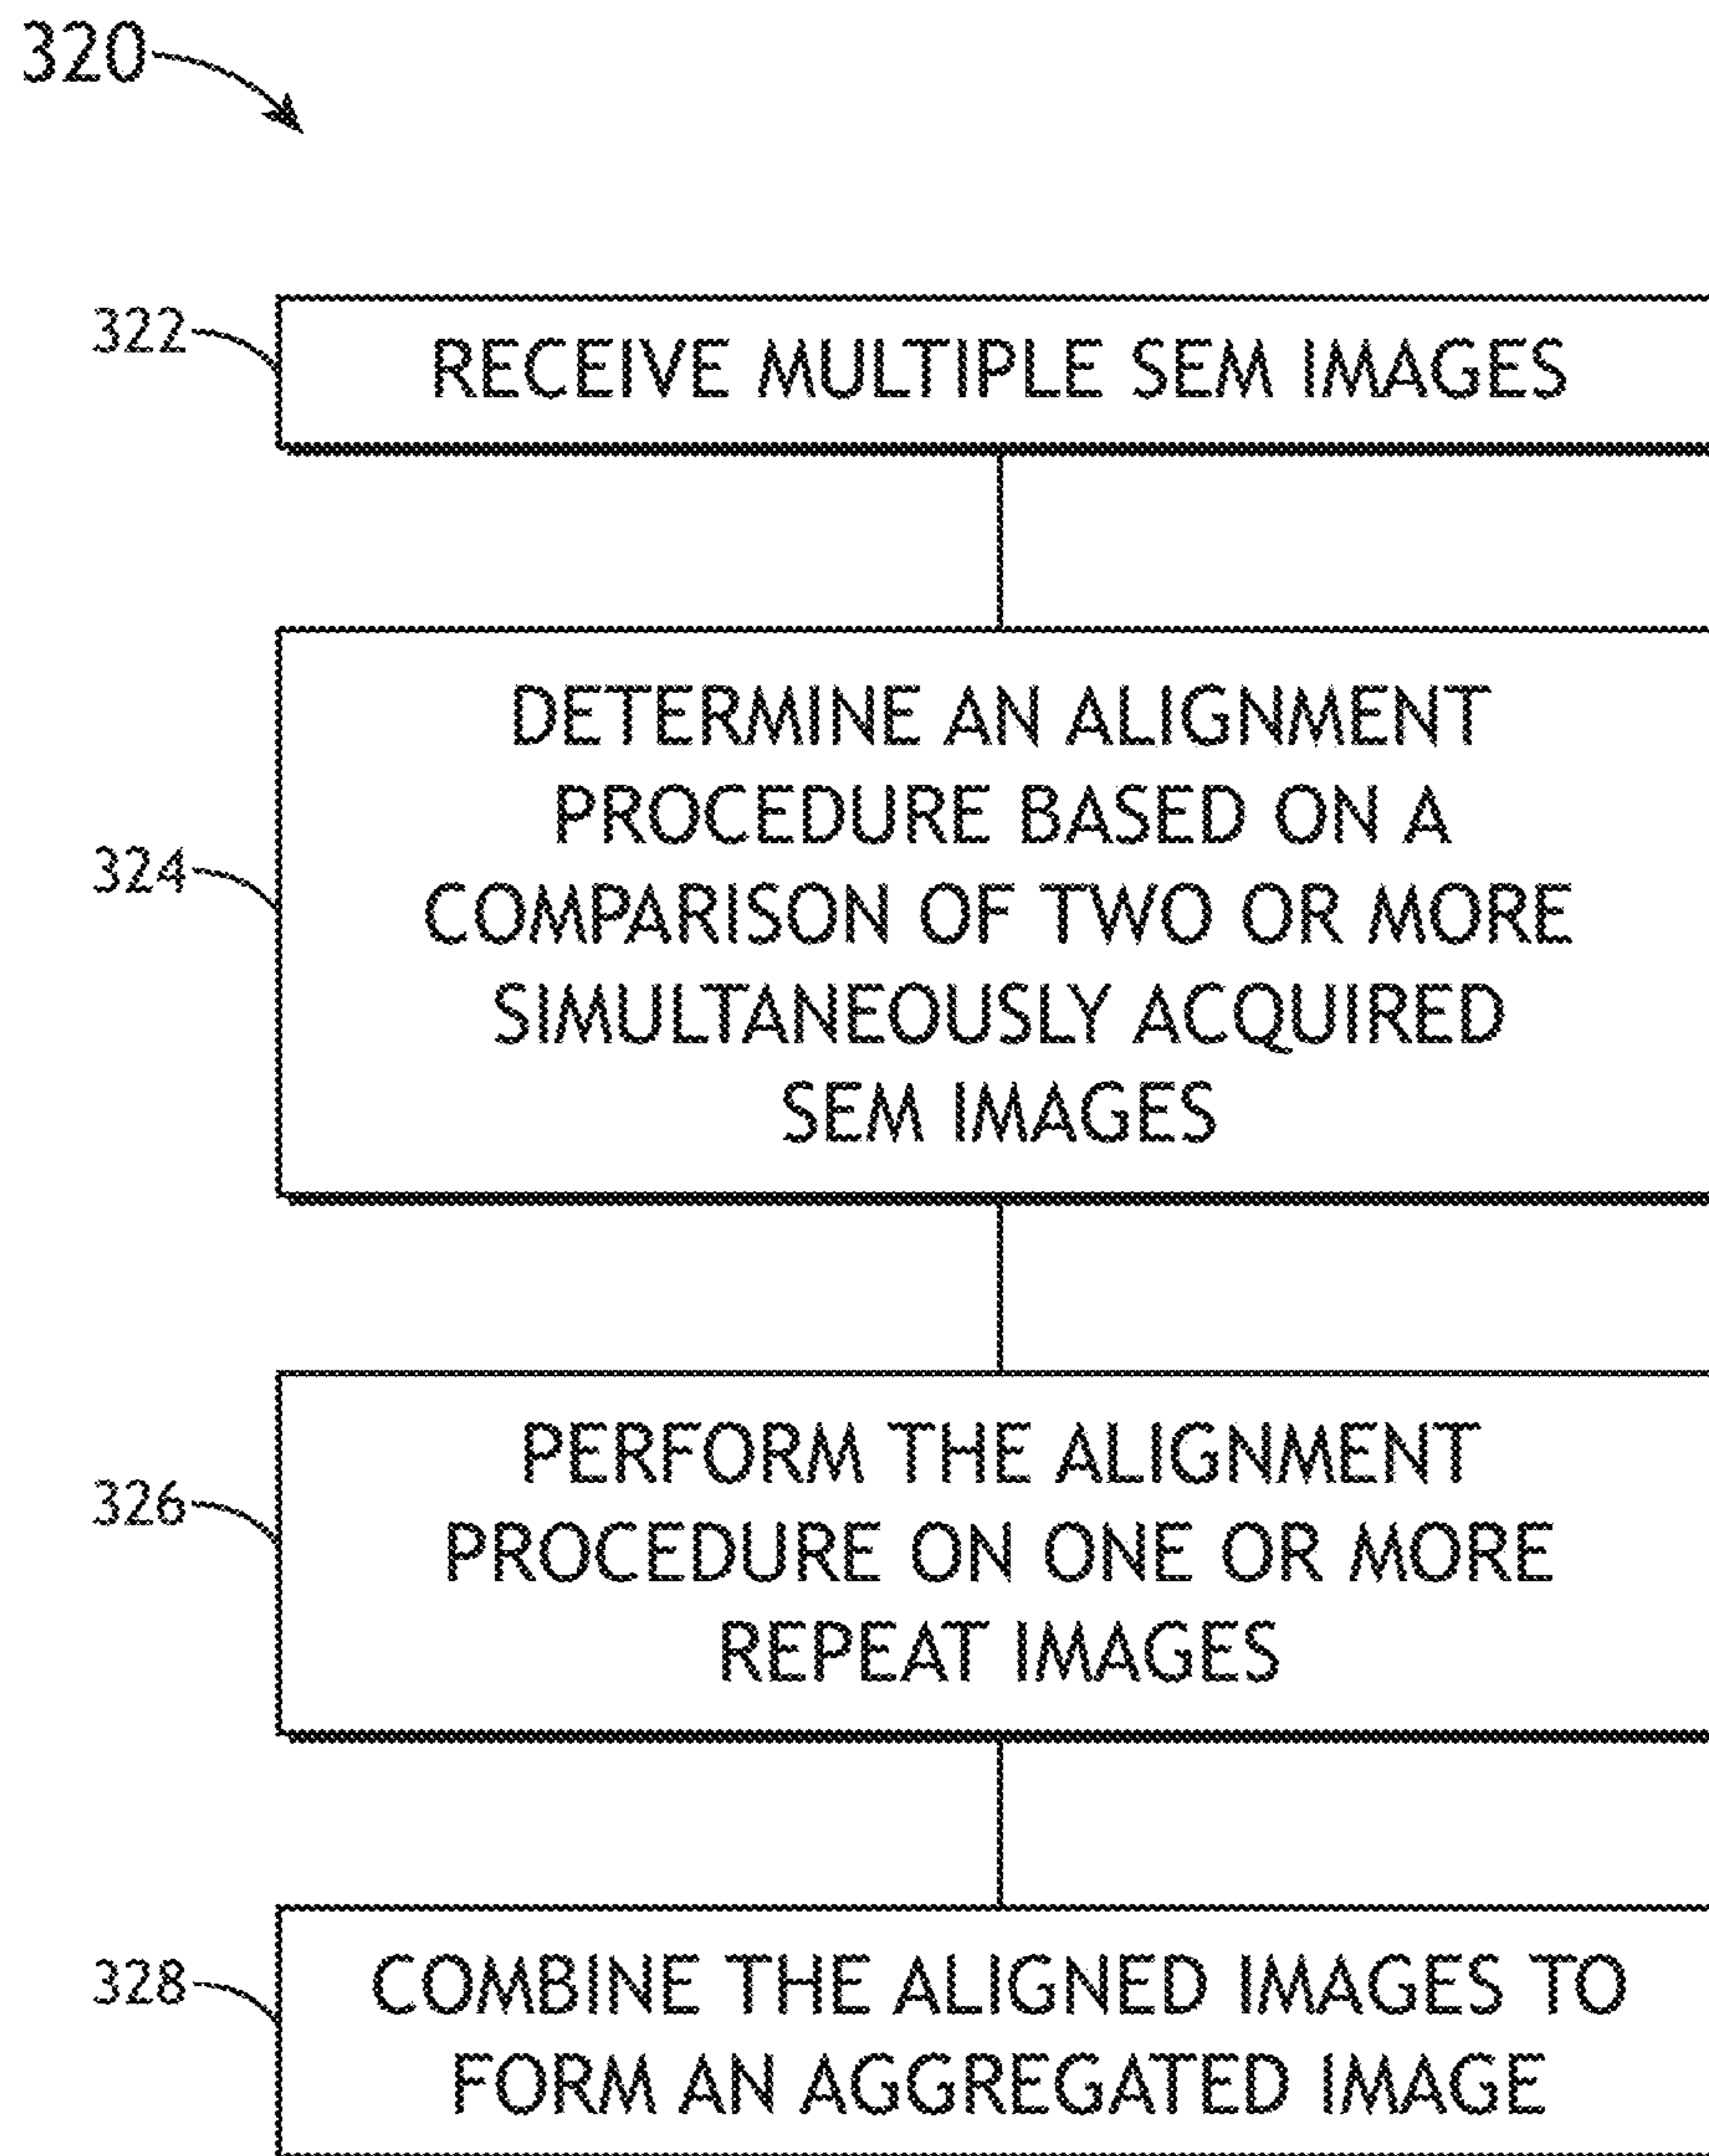 320
322
RECEIVE MULTIPLE SEM IMAGES
324
DETERMINE AN ALIGNMENT
PROCEDURE BASED ON A
COMPARISON OF TWO OR MORE
SIMULTANEOUSLY ACQUIRED
SEM IMAGES
326
PERFORM THE ALIGNMENT
PROCEDURE ON ONE OR MORE
REPEAT IMAGES
328
COMBINE THE ALIGNED IMAGES TO
FORM AN AGGREGATED IMAGE